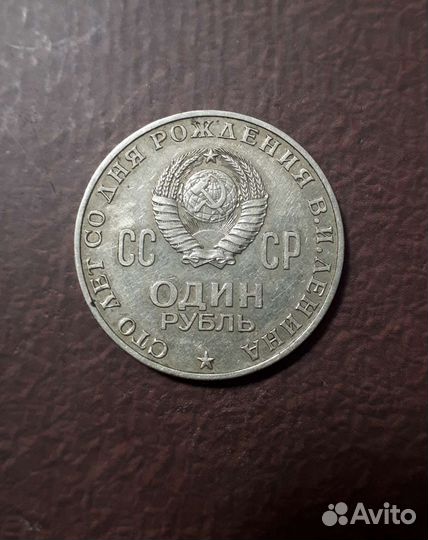 СТО ЛЕТ СО ДНЯ РОЖДЕНИЯ В.И.ЛЕНИНА
СС СР
ОДИН
РУБЛЬ
Avito